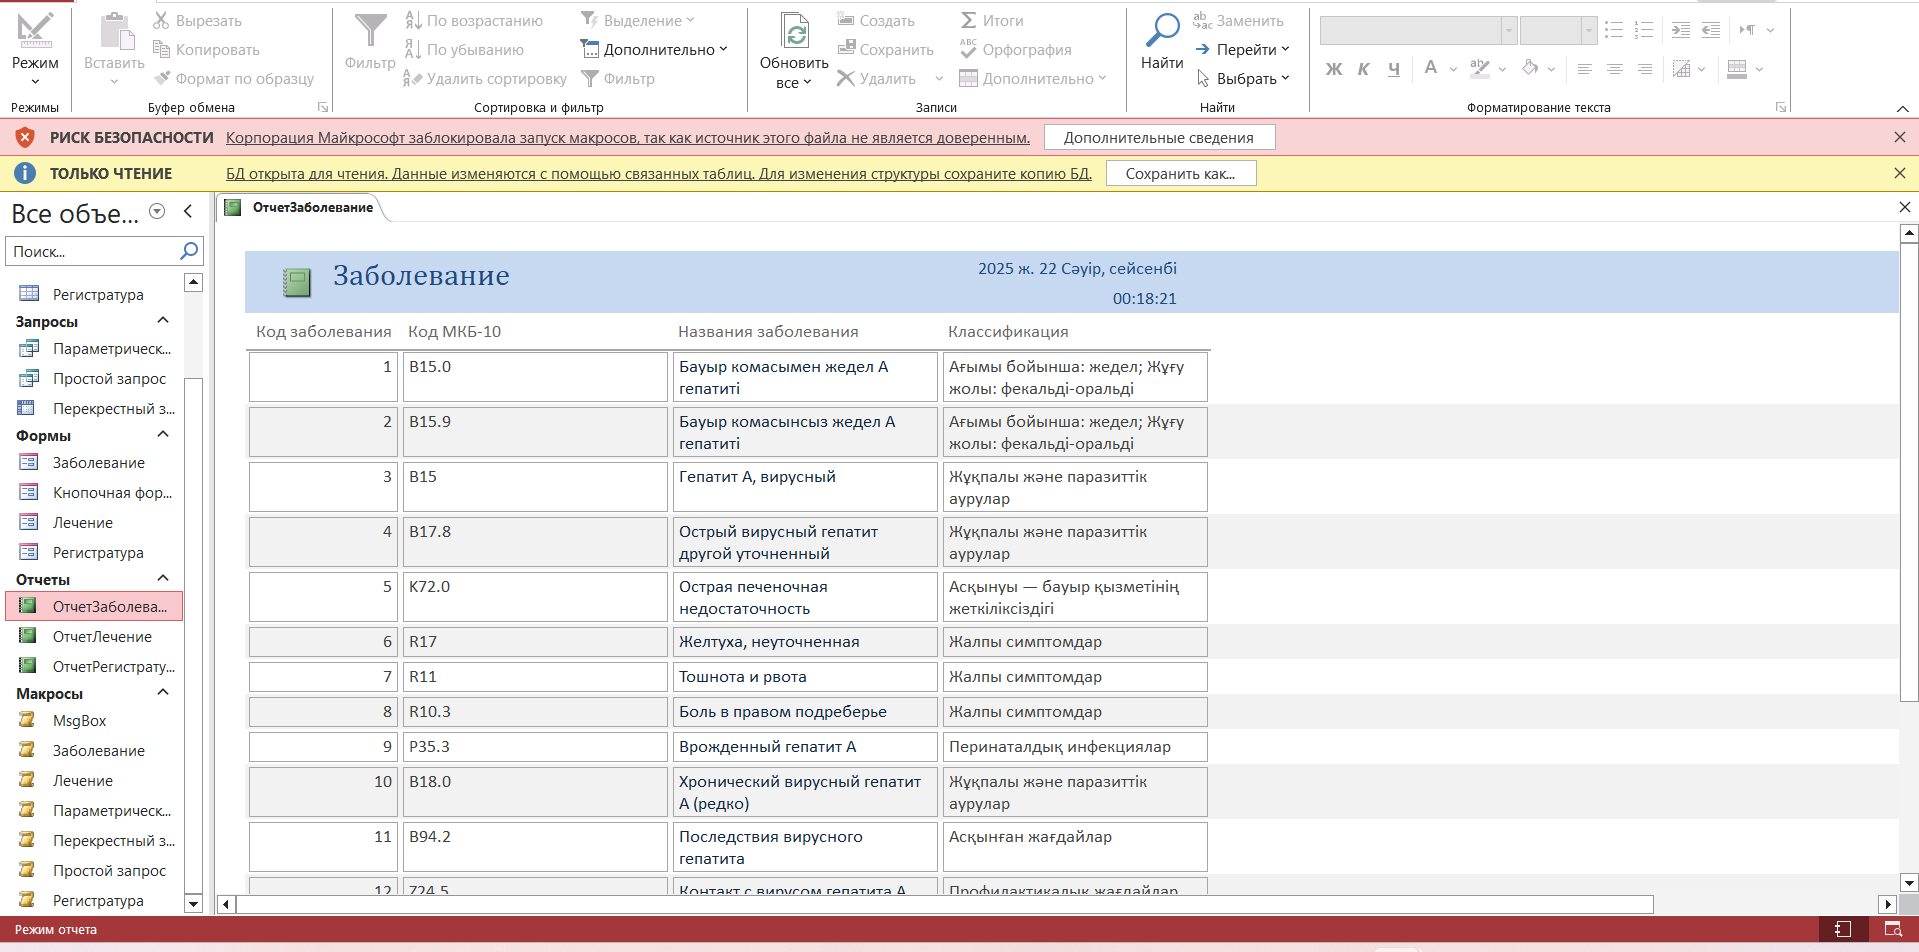 Режим
Режимы
Вставить
Вырезать
Копировать
Формат по образцу
Буфер обмена
Фильтр
По возрастанию
По убыванию
Удалить сортировку
Выделение
Дополнительно
Фильтр
Сортировка и фильтр
Обновить
все
Создать
Сохранить
Удалить
Итоги
Орфография
Дополнительно
Записи
Найти
Заменить
Перейти
Выбрать
Найти
Ж К Ч А
Форматирование текста
РИСК БЕЗОПАСНОСТИ Корпорация Майкрософт заблокировала запуск макросов, так как источник этого файла не является доверенным. Дополнительные сведения
ТОЛЬКО ЧТЕНИЕ БД открыта для чтения. Данные изменяются с помощью связанных таблиц. Для изменения структуры сохраните копию БД. Сохранить как...
Все объе...
Поиск...
Регистратура
Запросы
Параметрическ...
Простой запрос
Перекрестный з...
Формы
Заболевание
Кнопочная фор...
Лечение
Регистратура
Отчеты
ОтчетЗаболева...
ОтчетЛечение
ОтчетРегистрату...
Макросы
MsgBox
Заболевание
Лечение
Параметрическ...
Перекрестный з...
Простой запрос
Регистратура
ОтчетЗаболевание
Заболевание
2025 ж. 22 Сәуір, сейсенбі
00:18:21
Код заболевания Код МКБ-10 Названия заболевания Классификация
1 B15.0 Бауыр комасымен жедел А гепатиті Ағымы бойынша: жедел; Жұғу жолы: фекальді-оральді
2 B15.9 Бауыр комасынсыз жедел А гепатиті Ағымы бойынша: жедел; Жұғу жолы: фекальді-оральді
3 B15 Гепатит А, вирусный Жұқпалы және паразиттік аурулар
4 B17.8 Острый вирусный гепатит другой уточненный Жұқпалы және паразиттік аурулар
5 K72.0 Острая печеночная недостаточность Асқынуы — бауыр қызметінің жеткіліксіздігі
6 R17 Желтуха, неуточненная Жалпы симптомдар
7 R11 Тошнота и рвота Жалпы симптомдар
8 R10.3 Боль в правом подреберье Жалпы симптомдар
9 P35.3 Врожденный гепатит А Перинаталдық инфекциялар
10 B18.0 Хронический вирусный гепатит А (редко) Жұқпалы және паразиттік аурулар
11 B94.2 Последствия вирусного гепатита Асқынған жағдайлар
12 Z24.5 Контакт с вирусом гепатита А Профилактикалық жағдайлар
Режим отчета